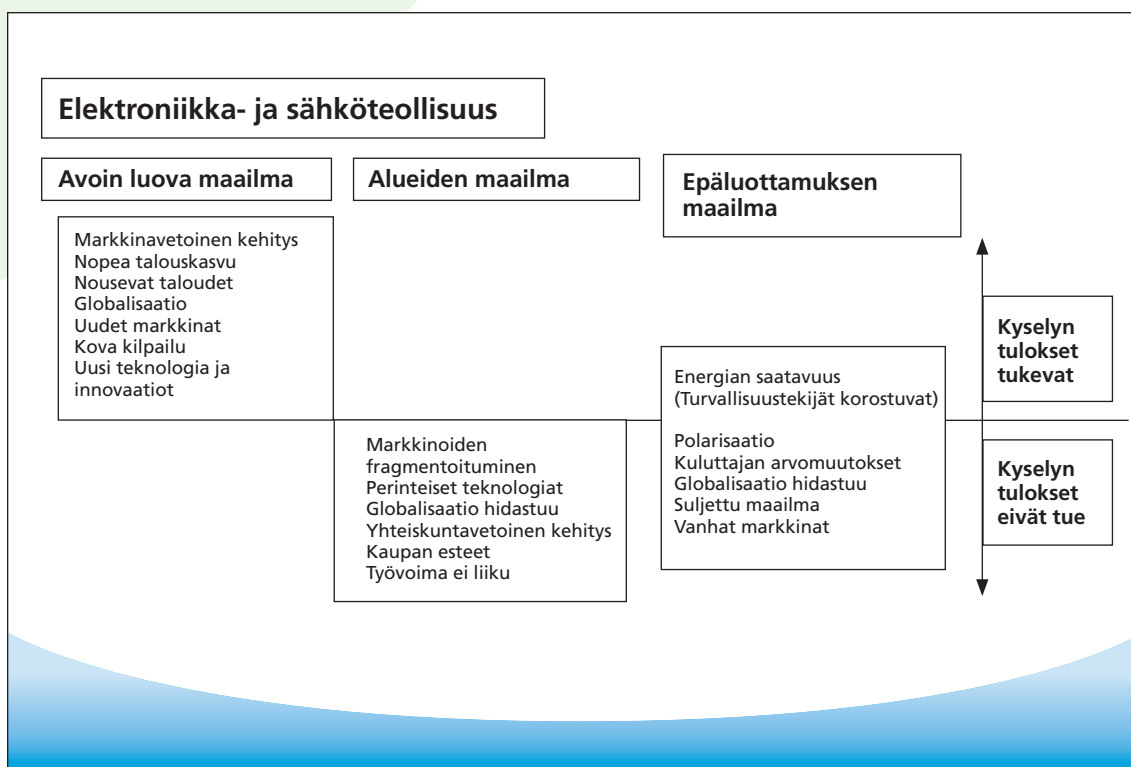 Elektroniikka- ja sähköteollisuus
Avoin luova maailma
Markkinavetoinen kehitys
Nopea talouskasvu
Nousevat taloudet
Globalisaatio
Uudet markkinat
Kova kilpailu
Uusi teknologia ja
innovaatiot
Alueiden maailma
Markkinoiden
fragmentoituminen
Perinteiset teknologiat
Globalisaatio hidastuu
Yhteiskuntavetoinen kehitys
Kaupan esteet
Työvoima ei liiku
Epäluottamuksen
maailma
Energian saatavuus
(Turvallisuustekijät korostuvat)
Polarisaatio
Kuluttajan arvomuutokset
Globalisaatio hidastuu
Suljettu maailma
Vanhat markkinat
Kyselyn
tulokset
tukevat
Kyselyn
tulokset
eivät tue